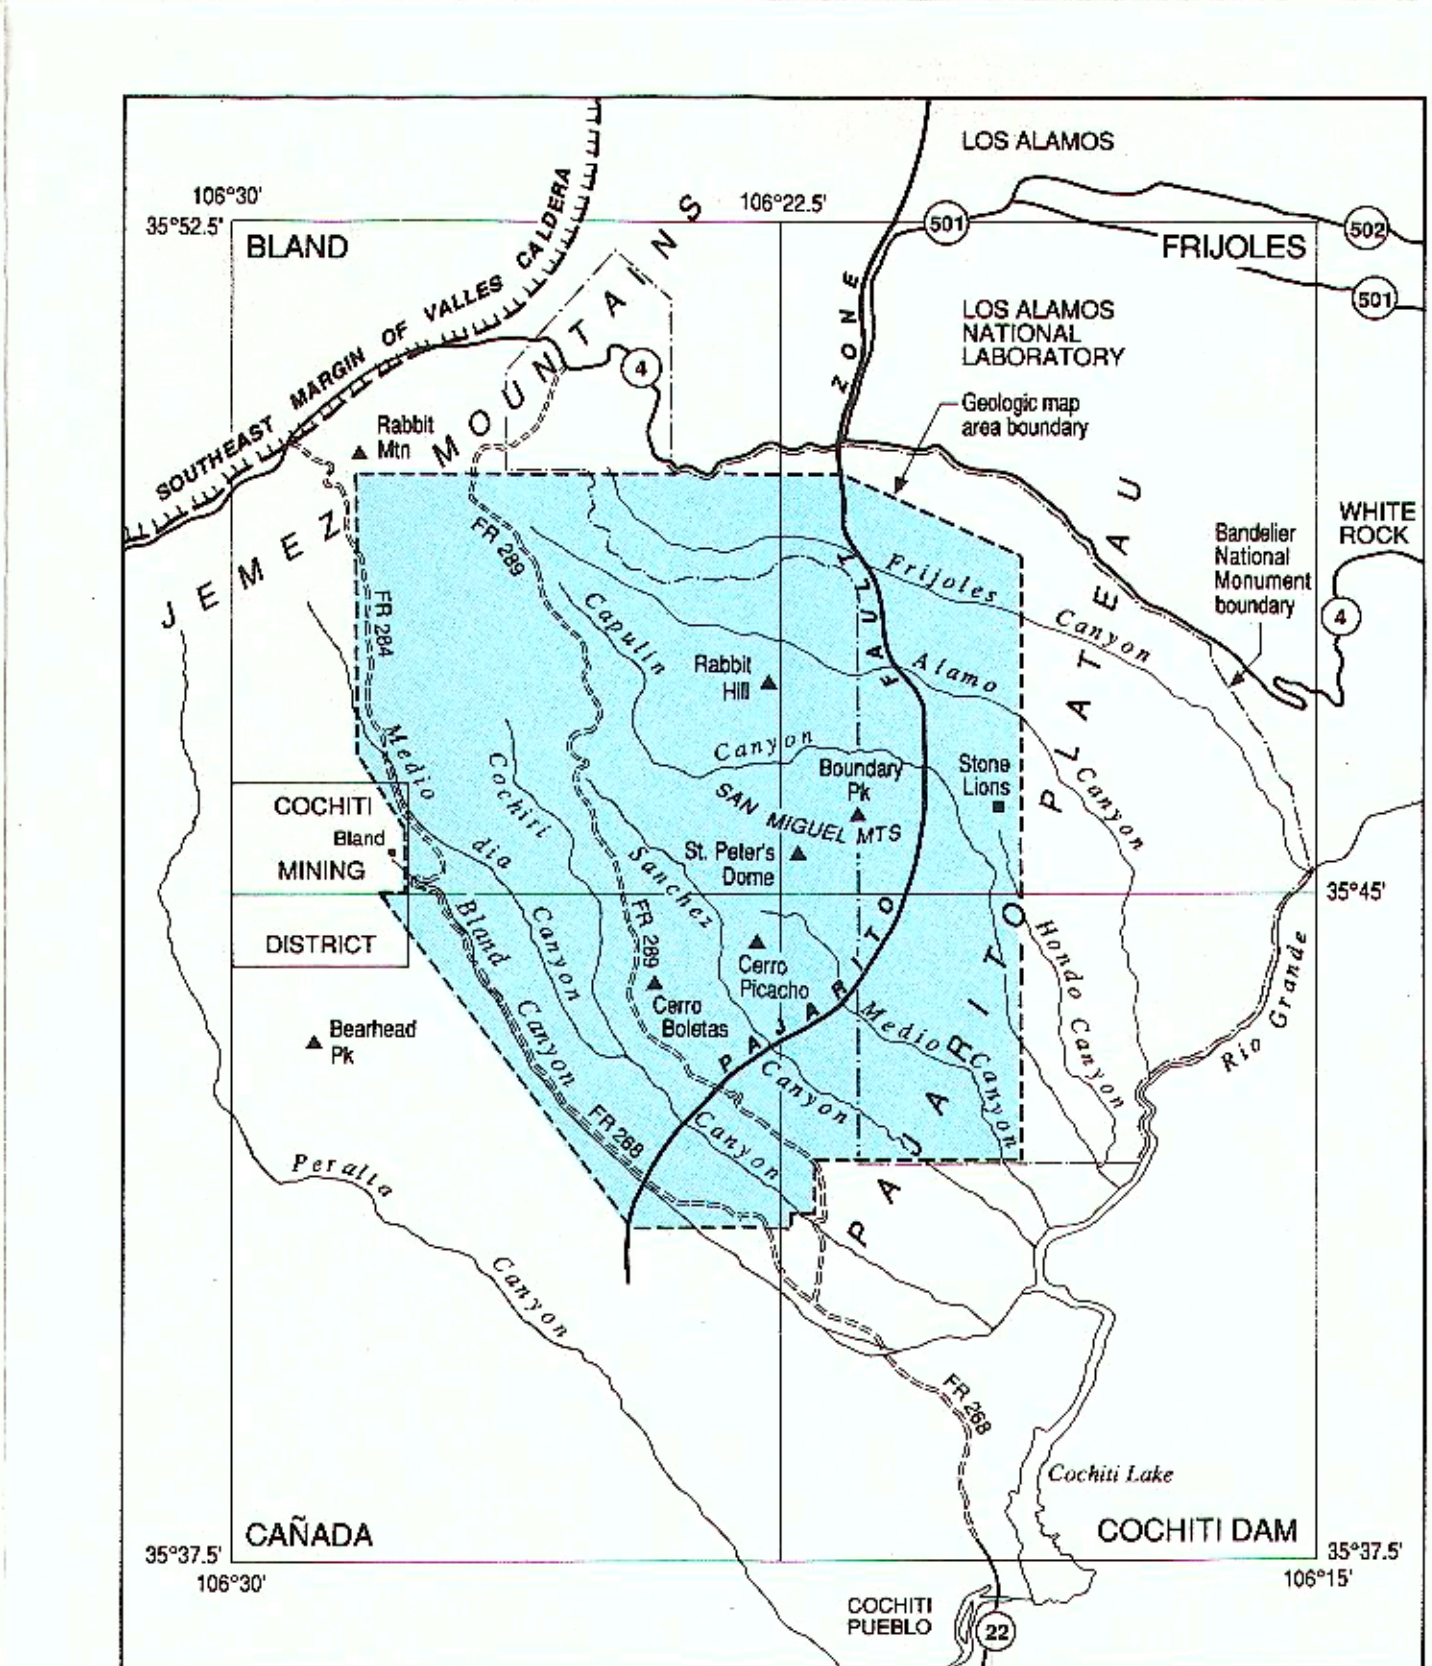 LOS ALAMOS
106°30'
106°22.5'
35°52.5'
BLAND
FRIJOLES
501
502
501
SOUTHEAST MARGIN OF VALLES CALDERA
JEMEZ MOUNTAINS
LOS ALAMOS
NATIONAL
LABORATORY
4
Geologic map
area boundary
Rabbit
Mtn
WHITE
ROCK
Bandelier
National
Monument
boundary
4
FR 289
FR 284
PAJARITO FAULT ZONE
PAJARITO PLATEAU
Frijoles Canyon
Capulin Canyon
Alamo Canyon
Rabbit
Hill
Medio
dia
Canyon
Cochiti
Canyon
Boundary
Pk
Stone
Lions
SAN MIGUEL MTS
COCHITI
Bland
MINING
DISTRICT
St. Peter's
Dome
Sanchez
Canyon
35°45'
Bland Canyon
FR 289
Cerro
Picacho
Cerro
Boletas
Medio Canyon
Hondo Canyon
Rio Grande
Bearhead
Pk
FR 268
Peralta Canyon
FR 268
Cochiti Lake
CAÑADA
COCHITI DAM
35°37.5'
106°30'
35°37.5'
106°15'
COCHITI
PUEBLO
22